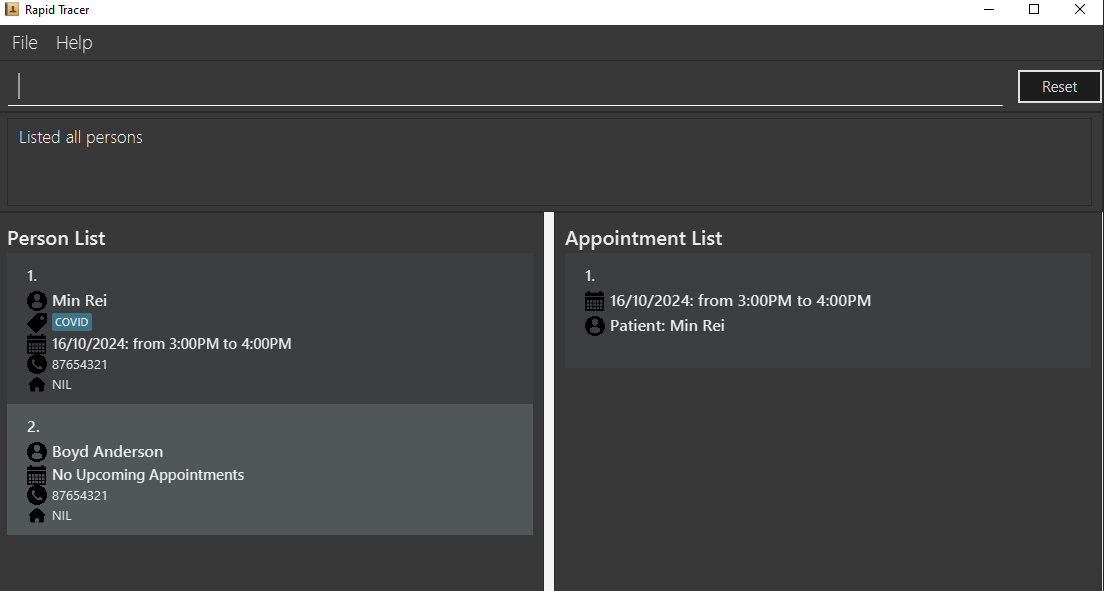 Rapid Tracer
File Help
Reset
Listed all persons
Person List
1.
Min Rei
COVID
16/10/2024: from 3:00PM to 4:00PM
87654321
NIL
2.
Boyd Anderson
No Upcoming Appointments
87654321
NIL
Appointment List
1.
16/10/2024: from 3:00PM to 4:00PM
Patient: Min Rei